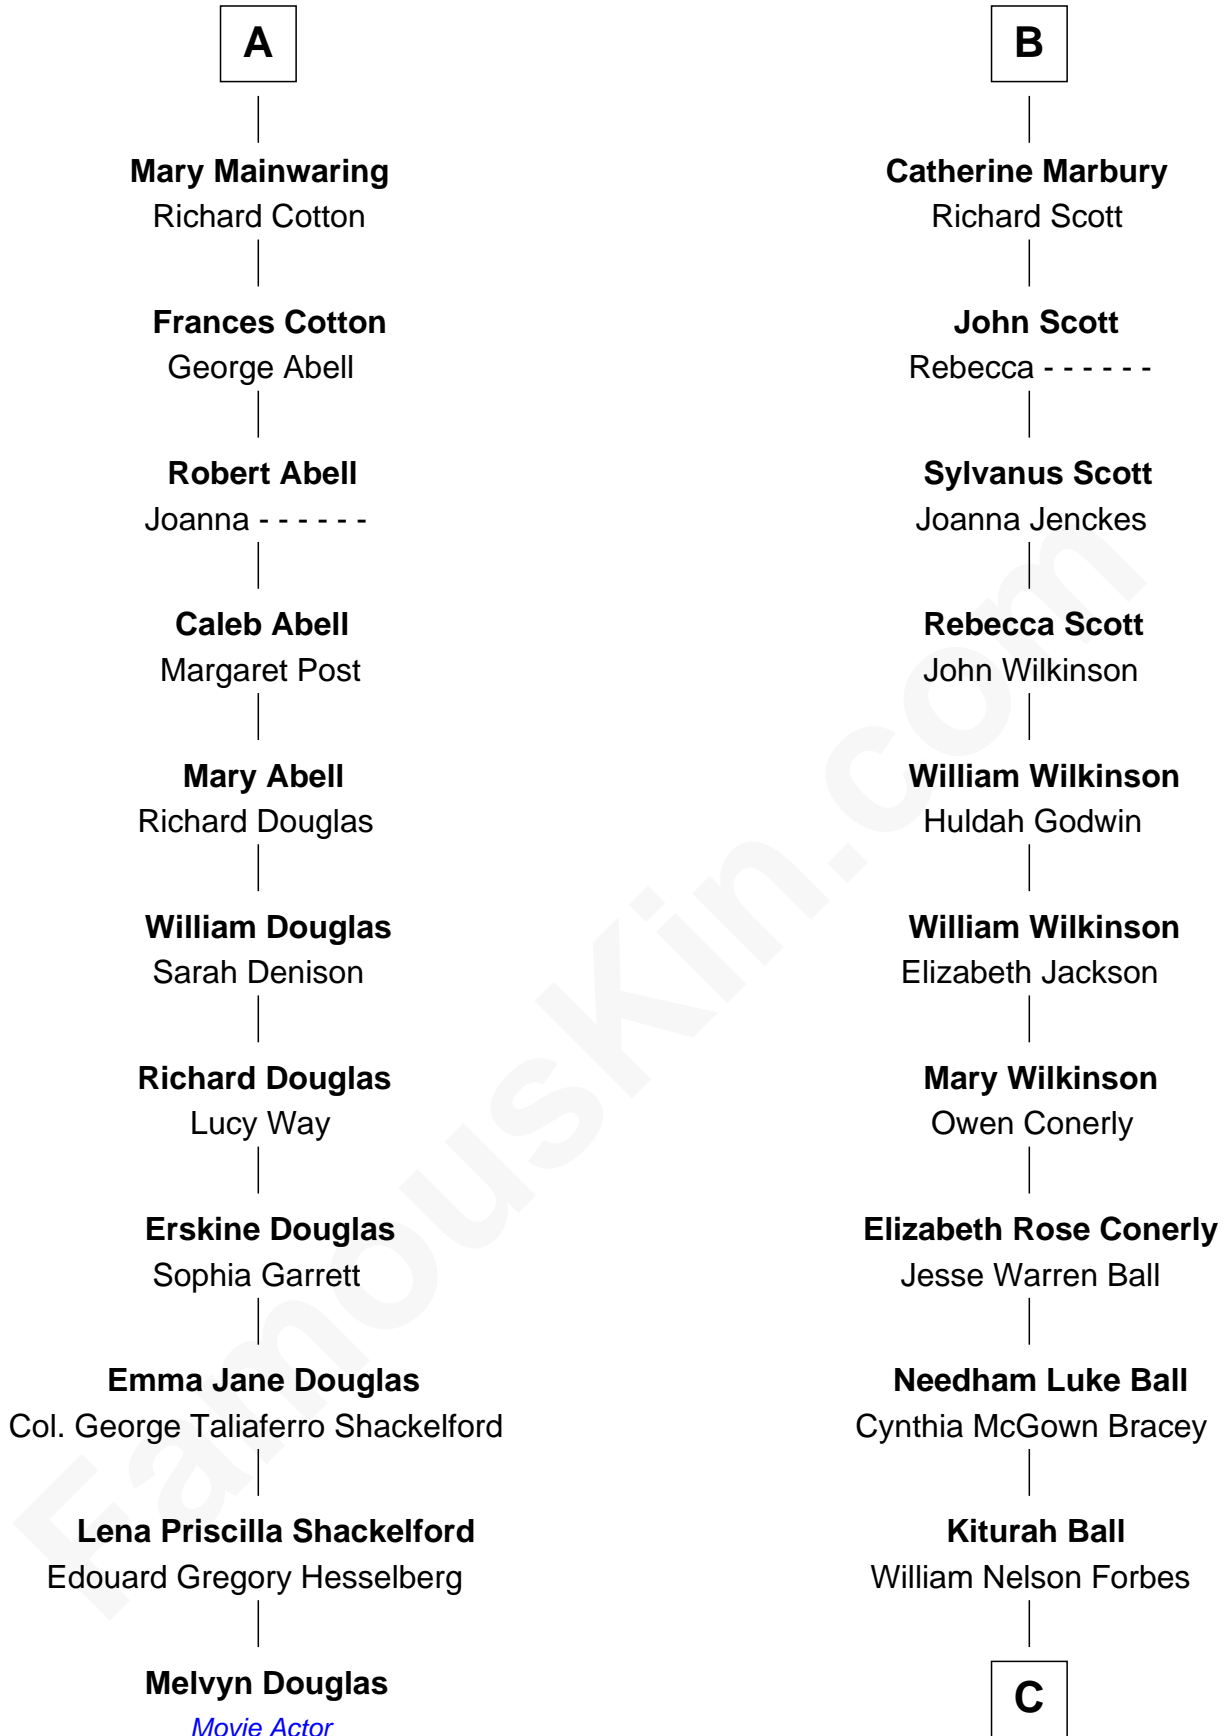 A
Mary Mainwaring
Richard Cotton
Frances Cotton
George Abell
Robert Abell
Joanna - - - - - -
Caleb Abell
Margaret Post
Mary Abell
Richard Douglas
William Douglas
Sarah Denison
Richard Douglas
Lucy Way
Erskine Douglas
Sophia Garrett
Emma Jane Douglas
Col. George Taliaferro Shackelford
Lena Priscilla Shackelford
Edouard Gregory Hesselberg
Melvyn Douglas
Movie Actor
B
Catherine Marbury
Richard Scott
John Scott
Rebecca - - - - - -
Sylvanus Scott
Joanna Jenckes
Rebecca Scott
John Wilkinson
William Wilkinson
Huldah Godwin
William Wilkinson
Elizabeth Jackson
Mary Wilkinson
Owen Conerly
Elizabeth Rose Conerly
Jesse Warren Ball
Needham Luke Ball
Cynthia McGown Bracey
Kiturah Ball
William Nelson Forbes
C
FamousKin.com